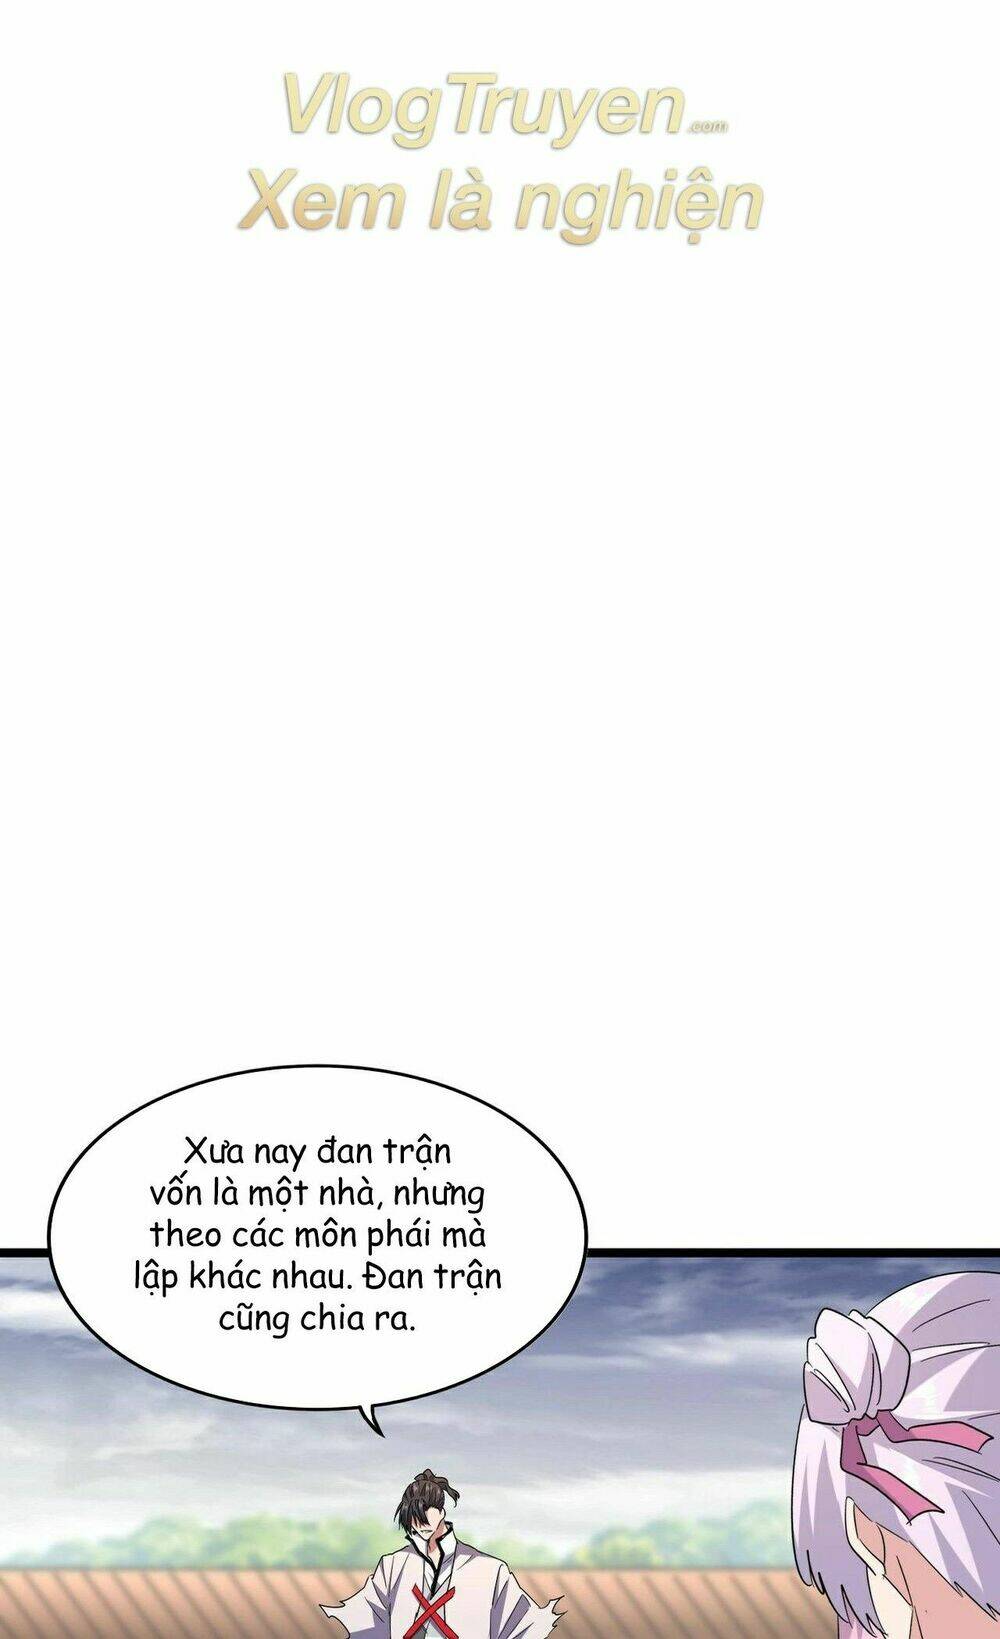 VlogTruyen.com
Xem là nghiện
Xưa nay đan trận
vốn là một nhà, nhưng
theo các môn phái mà
lập khác nhau. Đan trận
cũng chia ra.